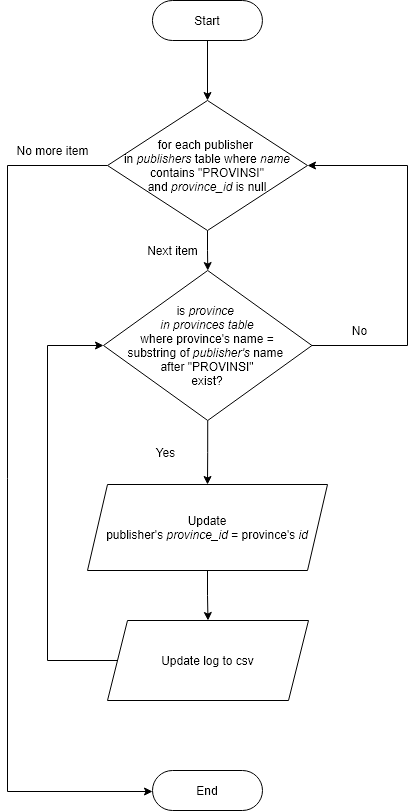 Start
for each publisher
in publishers table where name
contains "PROVINSI"
and province_id is null
No more item
Next item
is province
in provinces table
where province's name =
substring of publisher's name
after "PROVINSI"
exist?
No
Yes
Update
publisher's province_id = province's id
Update log to csv
End